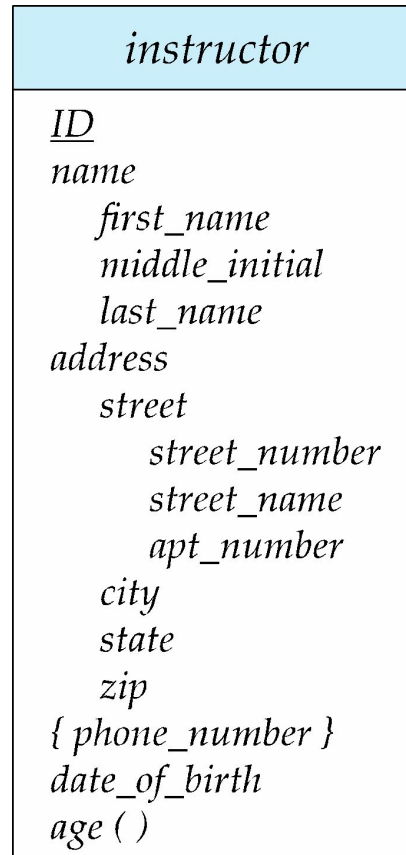 instructor
ID
name
first_name
middle_initial
last_name
address
street
street_number
street_name
apt_number
city
state
zip
{ phone_number }
date_of_birth
age ( )